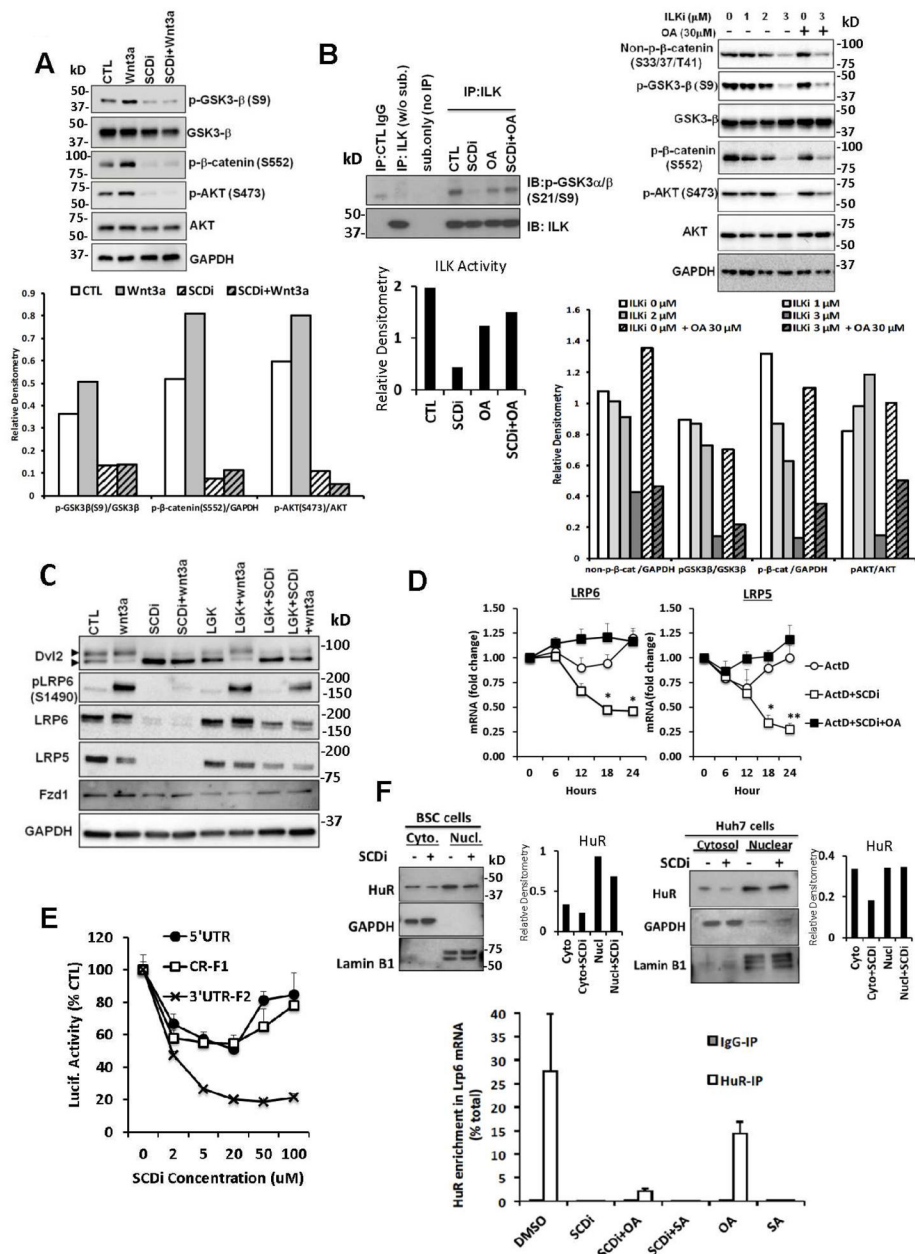 A
kD
CTL
Wnt3a
SCDi
SCDi+Wnt3a
50-
37-
p-GSK3-β (S9)
50-
37-
GSK3-β
100-
75-
p-β-catenin (S552)
75-
50-
p-AKT (S473)
75-
50-
AKT
37-
GAPDH
CTL Wnt3a SCDi SCDi+Wnt3a
Relative Densitometry
0.9
0.8
0.7
0.6
0.5
0.4
0.3
0.2
0.1
0
p-GSK3β(S9)/GSK3β p-β-catenin(S552)/GAPDH p-AKT(S473)/AKT
B
kD
IP:CTL IgG
IP: ILK (w/o sub.)
sub.only (no IP)
IP:ILK
CTL
SCDi
OA
SCDi+OA
50-
37-
IB:p-GSK3α/β
(S21/S9)
50-
37-
IB: ILK
ILK Activity
Relative Densitometry
2
1
0
CTL
SCDi
OA
SCDi+OA
ILKi (μM) 0 1 2 3 0 3
OA (30μM) - - - - + +
kD
Non-p-β-catenin
(S33/37/T41)
-100
-75
p-GSK3-β (S9)
-50
-37
GSK3-β
-50
-37
p-β-catenin
(S552)
-100
-75
p-AKT (S473)
-75
-50
AKT
-75
-50
GAPDH
-37
ILKi 0 μM ILKi 1 μM
ILKi 2 μM ILKi 3 μM
ILKi 0 μM + OA 30 μM ILKi 3 μM + OA 30 μM
Relative Densitometry
1.6
1.2
0.8
0.4
0
non-p-β-cat /GAPDH pGSK3β/GSK3β p-β-cat /GAPDH pAKT/AKT
C
CTL
wnt3a
SCDi
SCDi+wnt3a
LGK
LGK+wnt3a
LGK+SCDi
LGK+SCDi
+wnt3a
kD
Dvl2
-100
-75
pLRP6
(S1490)
-200
-150
LRP6
-200
-150
LRP5
-200
-75
Fzd1
-37
GAPDH
D
LRP6
mRNA (fold change)
1.50
1.25
1.00
0.75
0.50
0.25
0.00
* *
0 6 12 18 24
Hours
LRP5
mRNA(fold change)
1.50
1.25
1.00
0.75
0.50
0.25
0.00
* **
0 6 12 18 24
Hour
ActD
ActD+SCDi
ActD+SCDi+OA
E
5'UTR
CR-F1
3'UTR-F2
Lucif. Activity (% CTL)
120
100
80
60
40
20
0
0 2 5 20 50 100
SCDi Concentration (uM)
F
BSC cells
Cyto. Nucl.
SCDi - + - + kD
HuR
-50
-37
GAPDH
Lamin B1
-75
-50
HuR
Relative Densitometry
1
0.5
0
Cyto
Cyto+SCDi
Nucl
Nucl+SCDi
Huh7 cells
Cytosol Nuclear
SCDi - + - +
HuR
GAPDH
Lamin B1
HuR
Relative Densitometry
0.4
0.2
0
Cyto
Cyto+SCDi
Nucl
Nucl+SCDi
HuR enrichment in Lrp6 mRNA
(% total)
40
35
30
25
20
15
10
5
0
IgG-IP
HuR-IP
DMSO
SCDi
SCDi+OA
SCDi+SA
OA
SA